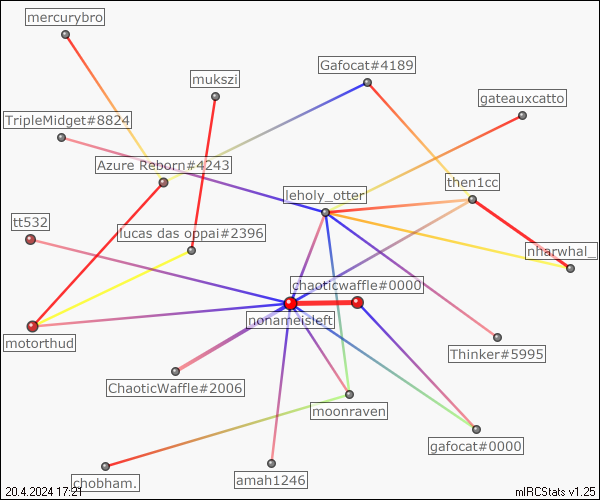 mercurybro
Gafocat#4189
mukszi
gateauxcatto
TripleMidget#8824
Azure Reborn#4243
then1cc
leholy_otter
tt532
lucas das oppai#2396
nharwhal_
chaoticwaffle#0000
nonameisleft
motorthud
Thinker#5995
ChaoticWaffle#2006
moonraven
gafocat#0000
chobham.
amah1246
20.4.2024 17:21
mIRCStats v1.25